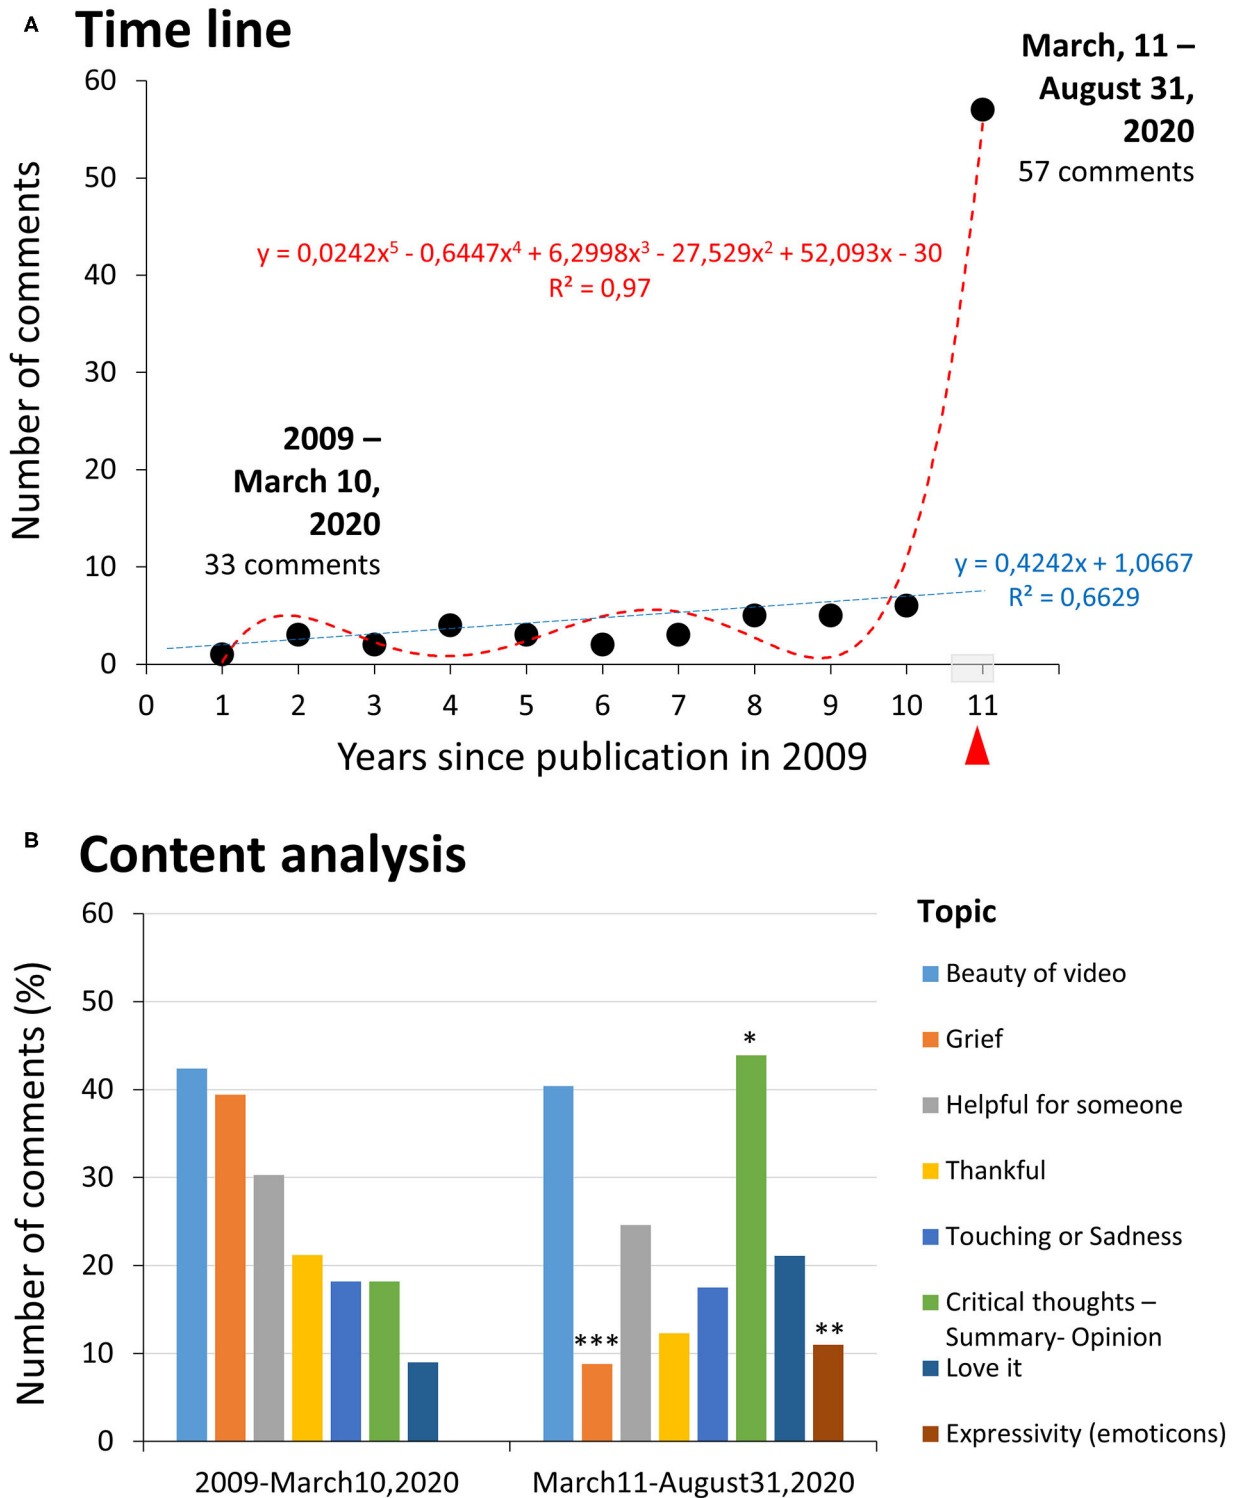 A
Time line
March, 11 –
August 31,
2020
57 comments
60
50
40
30
20
10
0
Number of comments
y = 0,0242x⁵ - 0,6447x⁴ + 6,2998x³ - 27,529x² + 52,093x - 30
R² = 0,97
2009 –
March 10,
2020
33 comments
y = 0,4242x + 1,0667
R² = 0,6629
0 1 2 3 4 5 6 7 8 9 10 11
Years since publication in 2009
B
Content analysis
60
50
40
30
20
10
0
Number of comments (%)
***
*
**
2009-March10,2020
March11-August31,2020
Topic
Beauty of video
Grief
Helpful for someone
Thankful
Touching or Sadness
Critical thoughts –
Summary- Opinion
Love it
Expressivity (emoticons)